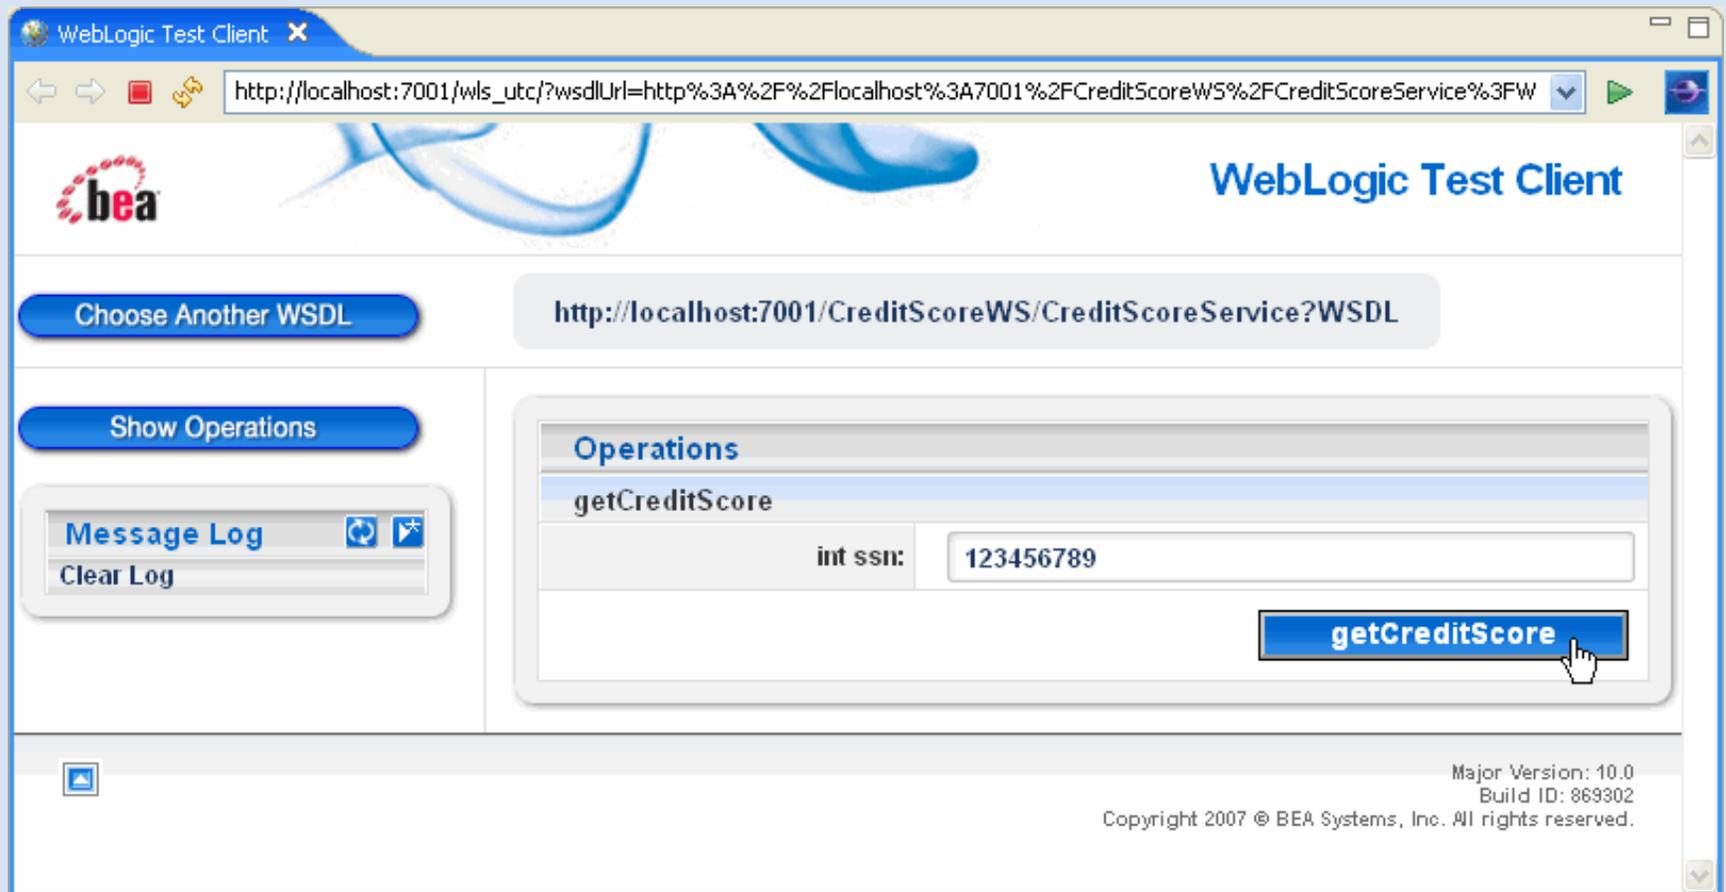 WebLogic Test Client
http://localhost:7001/wls_utc/?wsdlUrl=http%3A%2F%2Flocalhost%3A7001%2FCreditScoreWS%2FCreditScoreService%3FW
bea
WebLogic Test Client
Choose Another WSDL
http://localhost:7001/CreditScoreWS/CreditScoreService?WSDL
Show Operations
Operations
getCreditScore
Message Log
int ssn: 123456789
Clear Log
getCreditScore
Major Version: 10.0
Build ID: 869302
Copyright 2007 © BEA Systems, Inc. All rights reserved.